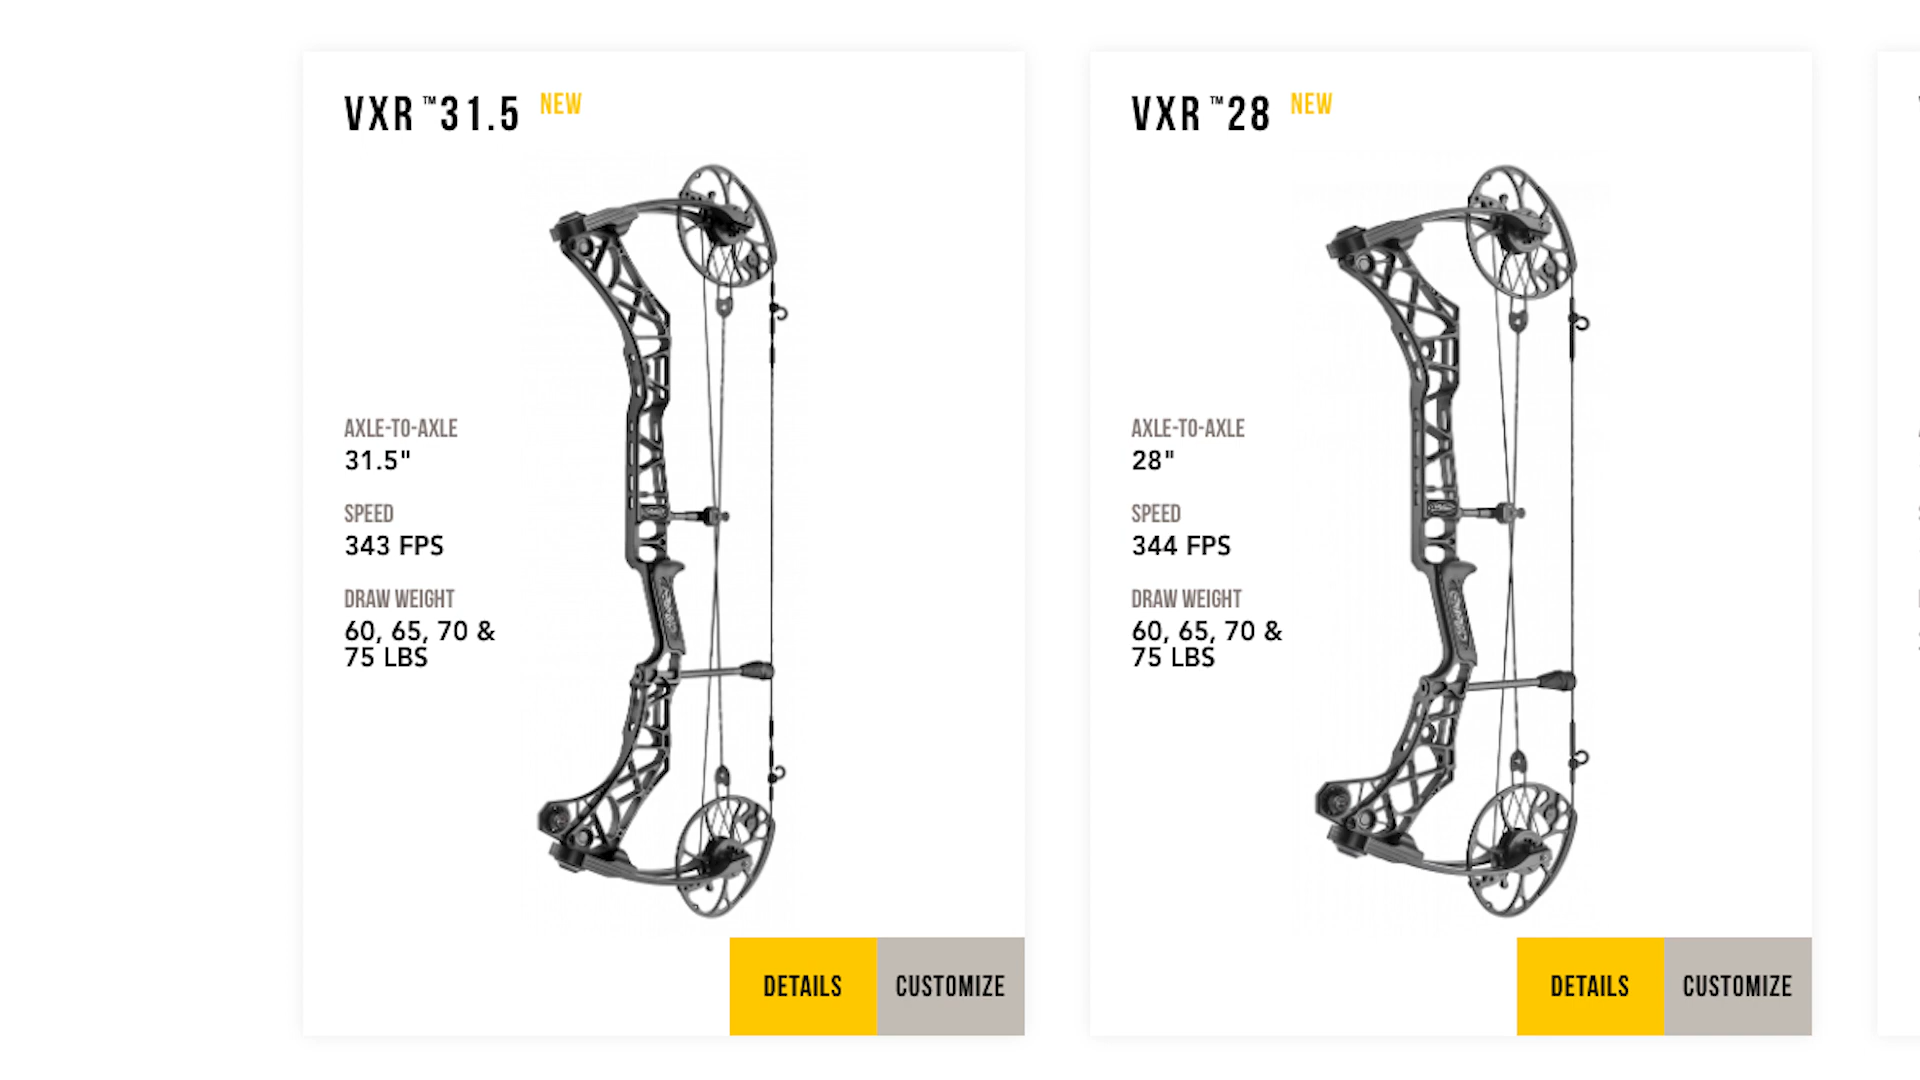 VXR™31.5 NEW
AXLE-TO-AXLE
31.5"
SPEED
343 FPS
DRAW WEIGHT
60, 65, 70 &
75 LBS
DETAILS CUSTOMIZE
VXR™28 NEW
AXLE-TO-AXLE
28"
SPEED
344 FPS
DRAW WEIGHT
60, 65, 70 &
75 LBS
DETAILS CUSTOMIZE